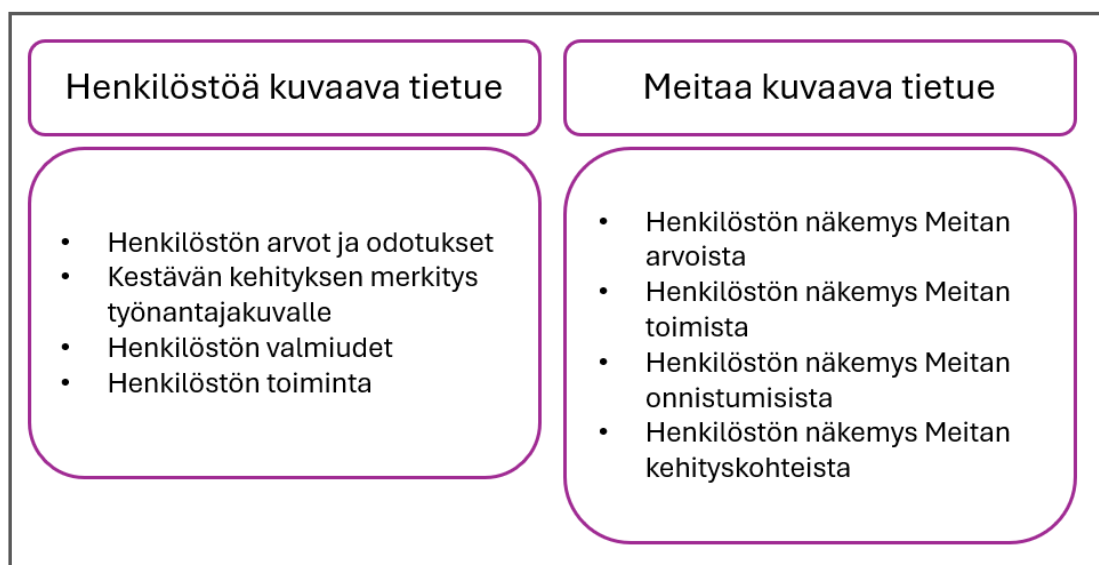 Henkilöstöä kuvaava tietue
• Henkilöstön arvot ja odotukset
• Kestävän kehityksen merkitys
työnantajakuvalle
• Henkilöstön valmiudet
• Henkilöstön toiminta
Meitaa kuvaava tietue
• Henkilöstön näkemys Meitan
arvoista
• Henkilöstön näkemys Meitan
toimista
• Henkilöstön näkemys Meitan
onnistumisista
• Henkilöstön näkemys Meitan
kehityskohteista